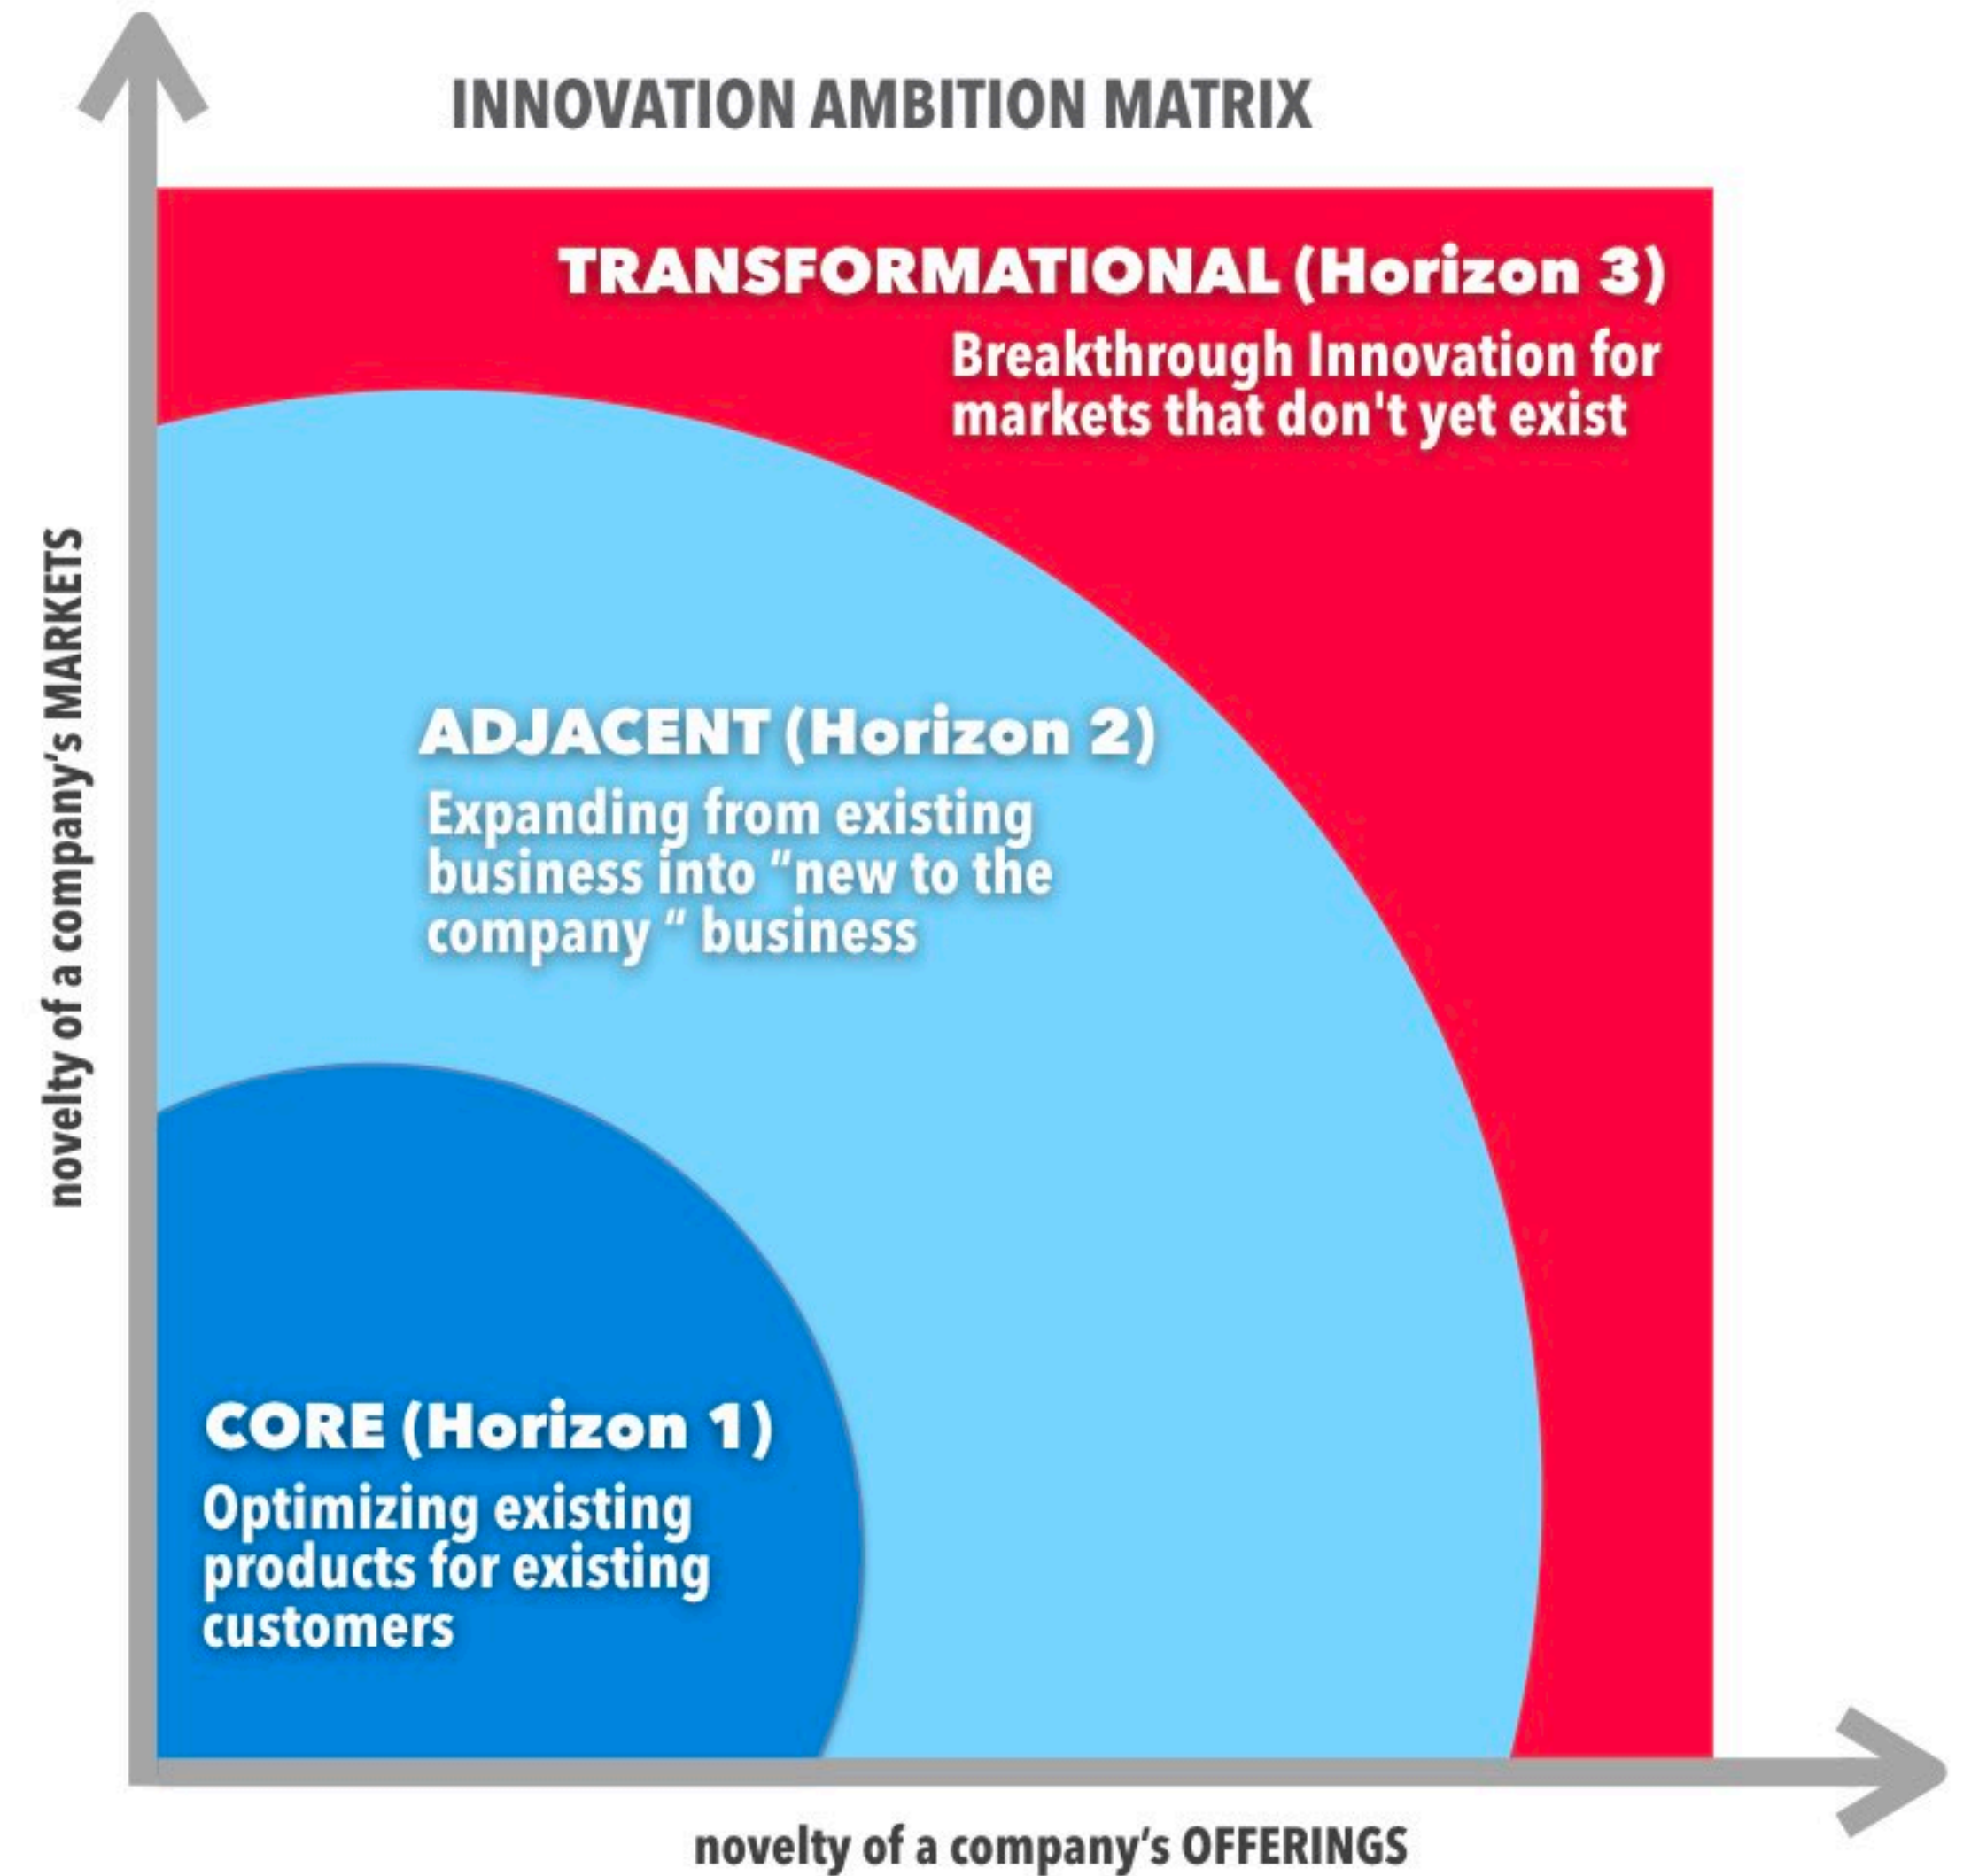 INNOVATION AMBITION MATRIX
TRANSFORMATIONAL (Horizon 3)
Breakthrough Innovation for
markets that don't yet exist
novelty of a company's MARKETS
ADJACENT (Horizon 2)
Expanding from existing
business into "new to the
company " business
CORE (Horizon 1)
Optimizing existing
products for existing
customers
novelty of a company's OFFERINGS